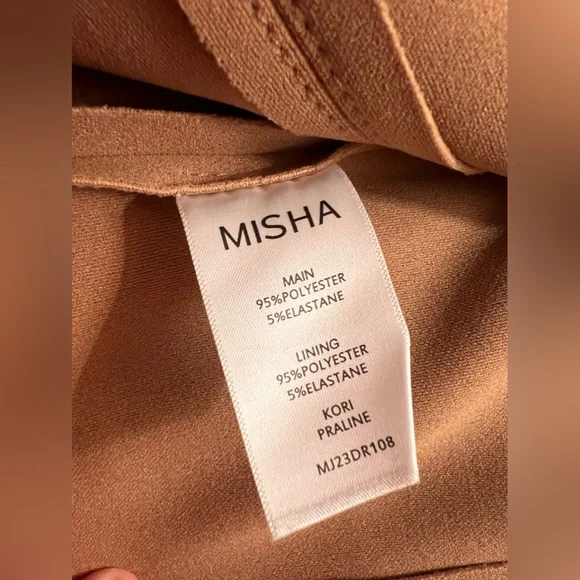 MISHA
MAIN
95%POLYESTER
5%ELASTANE
LINING
95%POLYESTER
5%ELASTANE
KORI
PRALINE
MJ23DR108